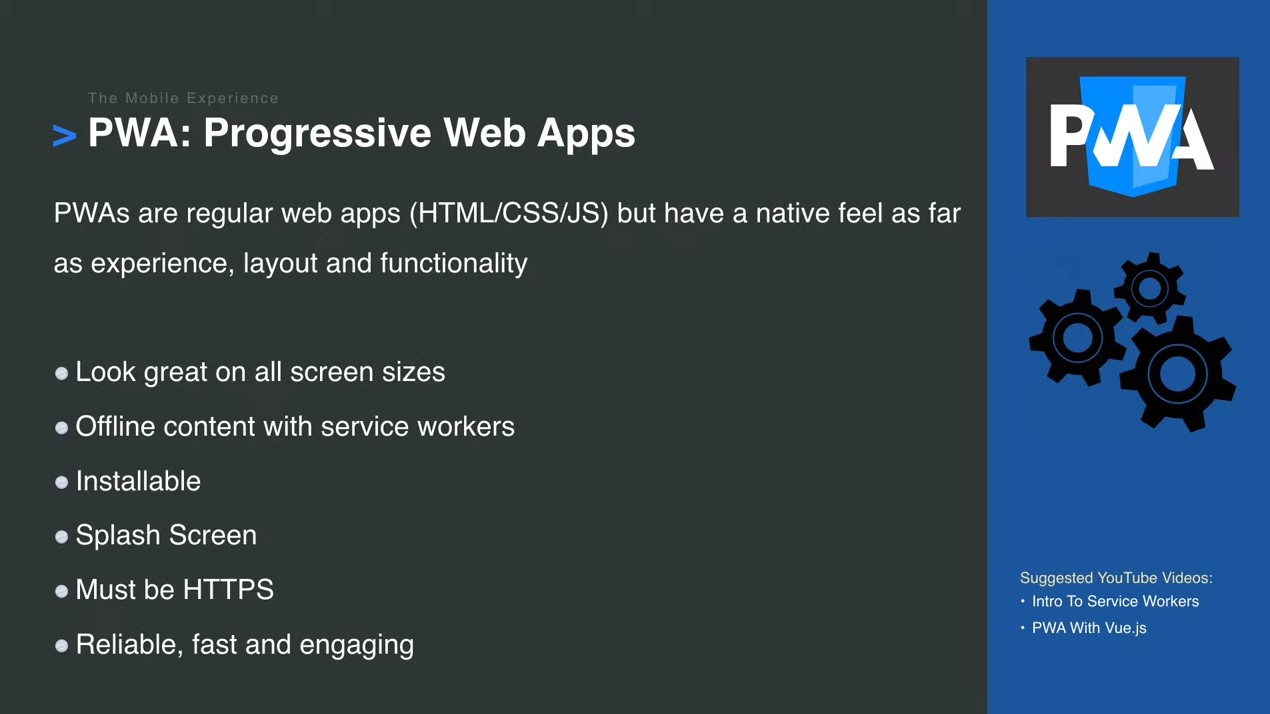 The Mobile Experience
> PWA: Progressive Web Apps
PWAs are regular web apps (HTML/CSS/JS) but have a native feel as far
as experience, layout and functionality
Look great on all screen sizes
Offline content with service workers
Installable
Splash Screen
Must be HTTPS
Reliable, fast and engaging
PWA
Suggested YouTube Videos:
• Intro To Service Workers
• PWA With Vue.js